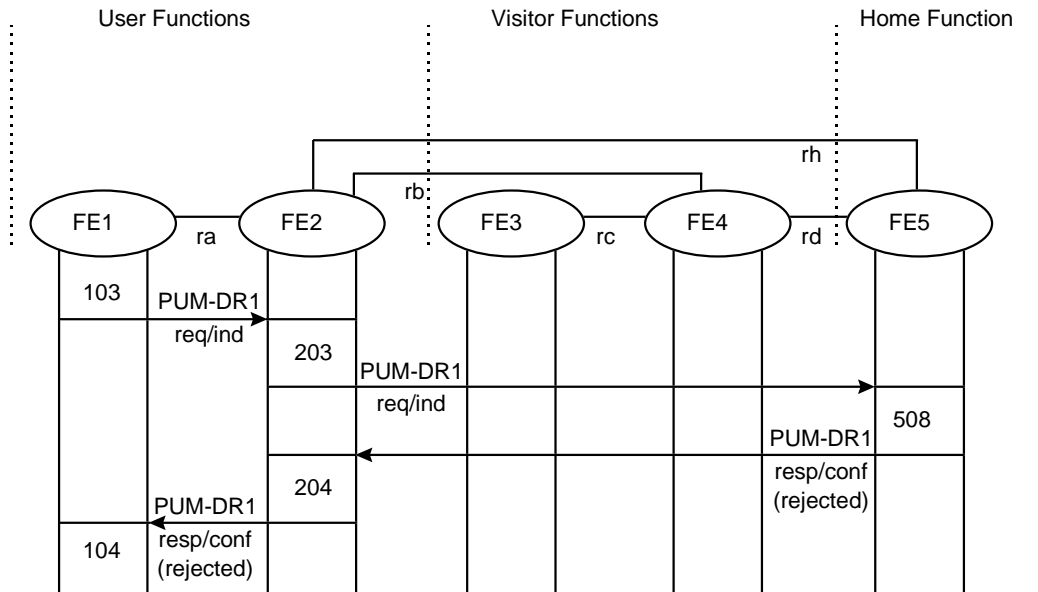 User Functions
Visitor Functions
Home Function
rh
rb
FE1
FE2
FE3
FE4
FE5
ra
rc
rd
103
PUM-DR1
req/ind
203
PUM-DR1
req/ind
508
PUM-DR1
resp/conf
(rejected)
204
PUM-DR1
resp/conf
(rejected)
104